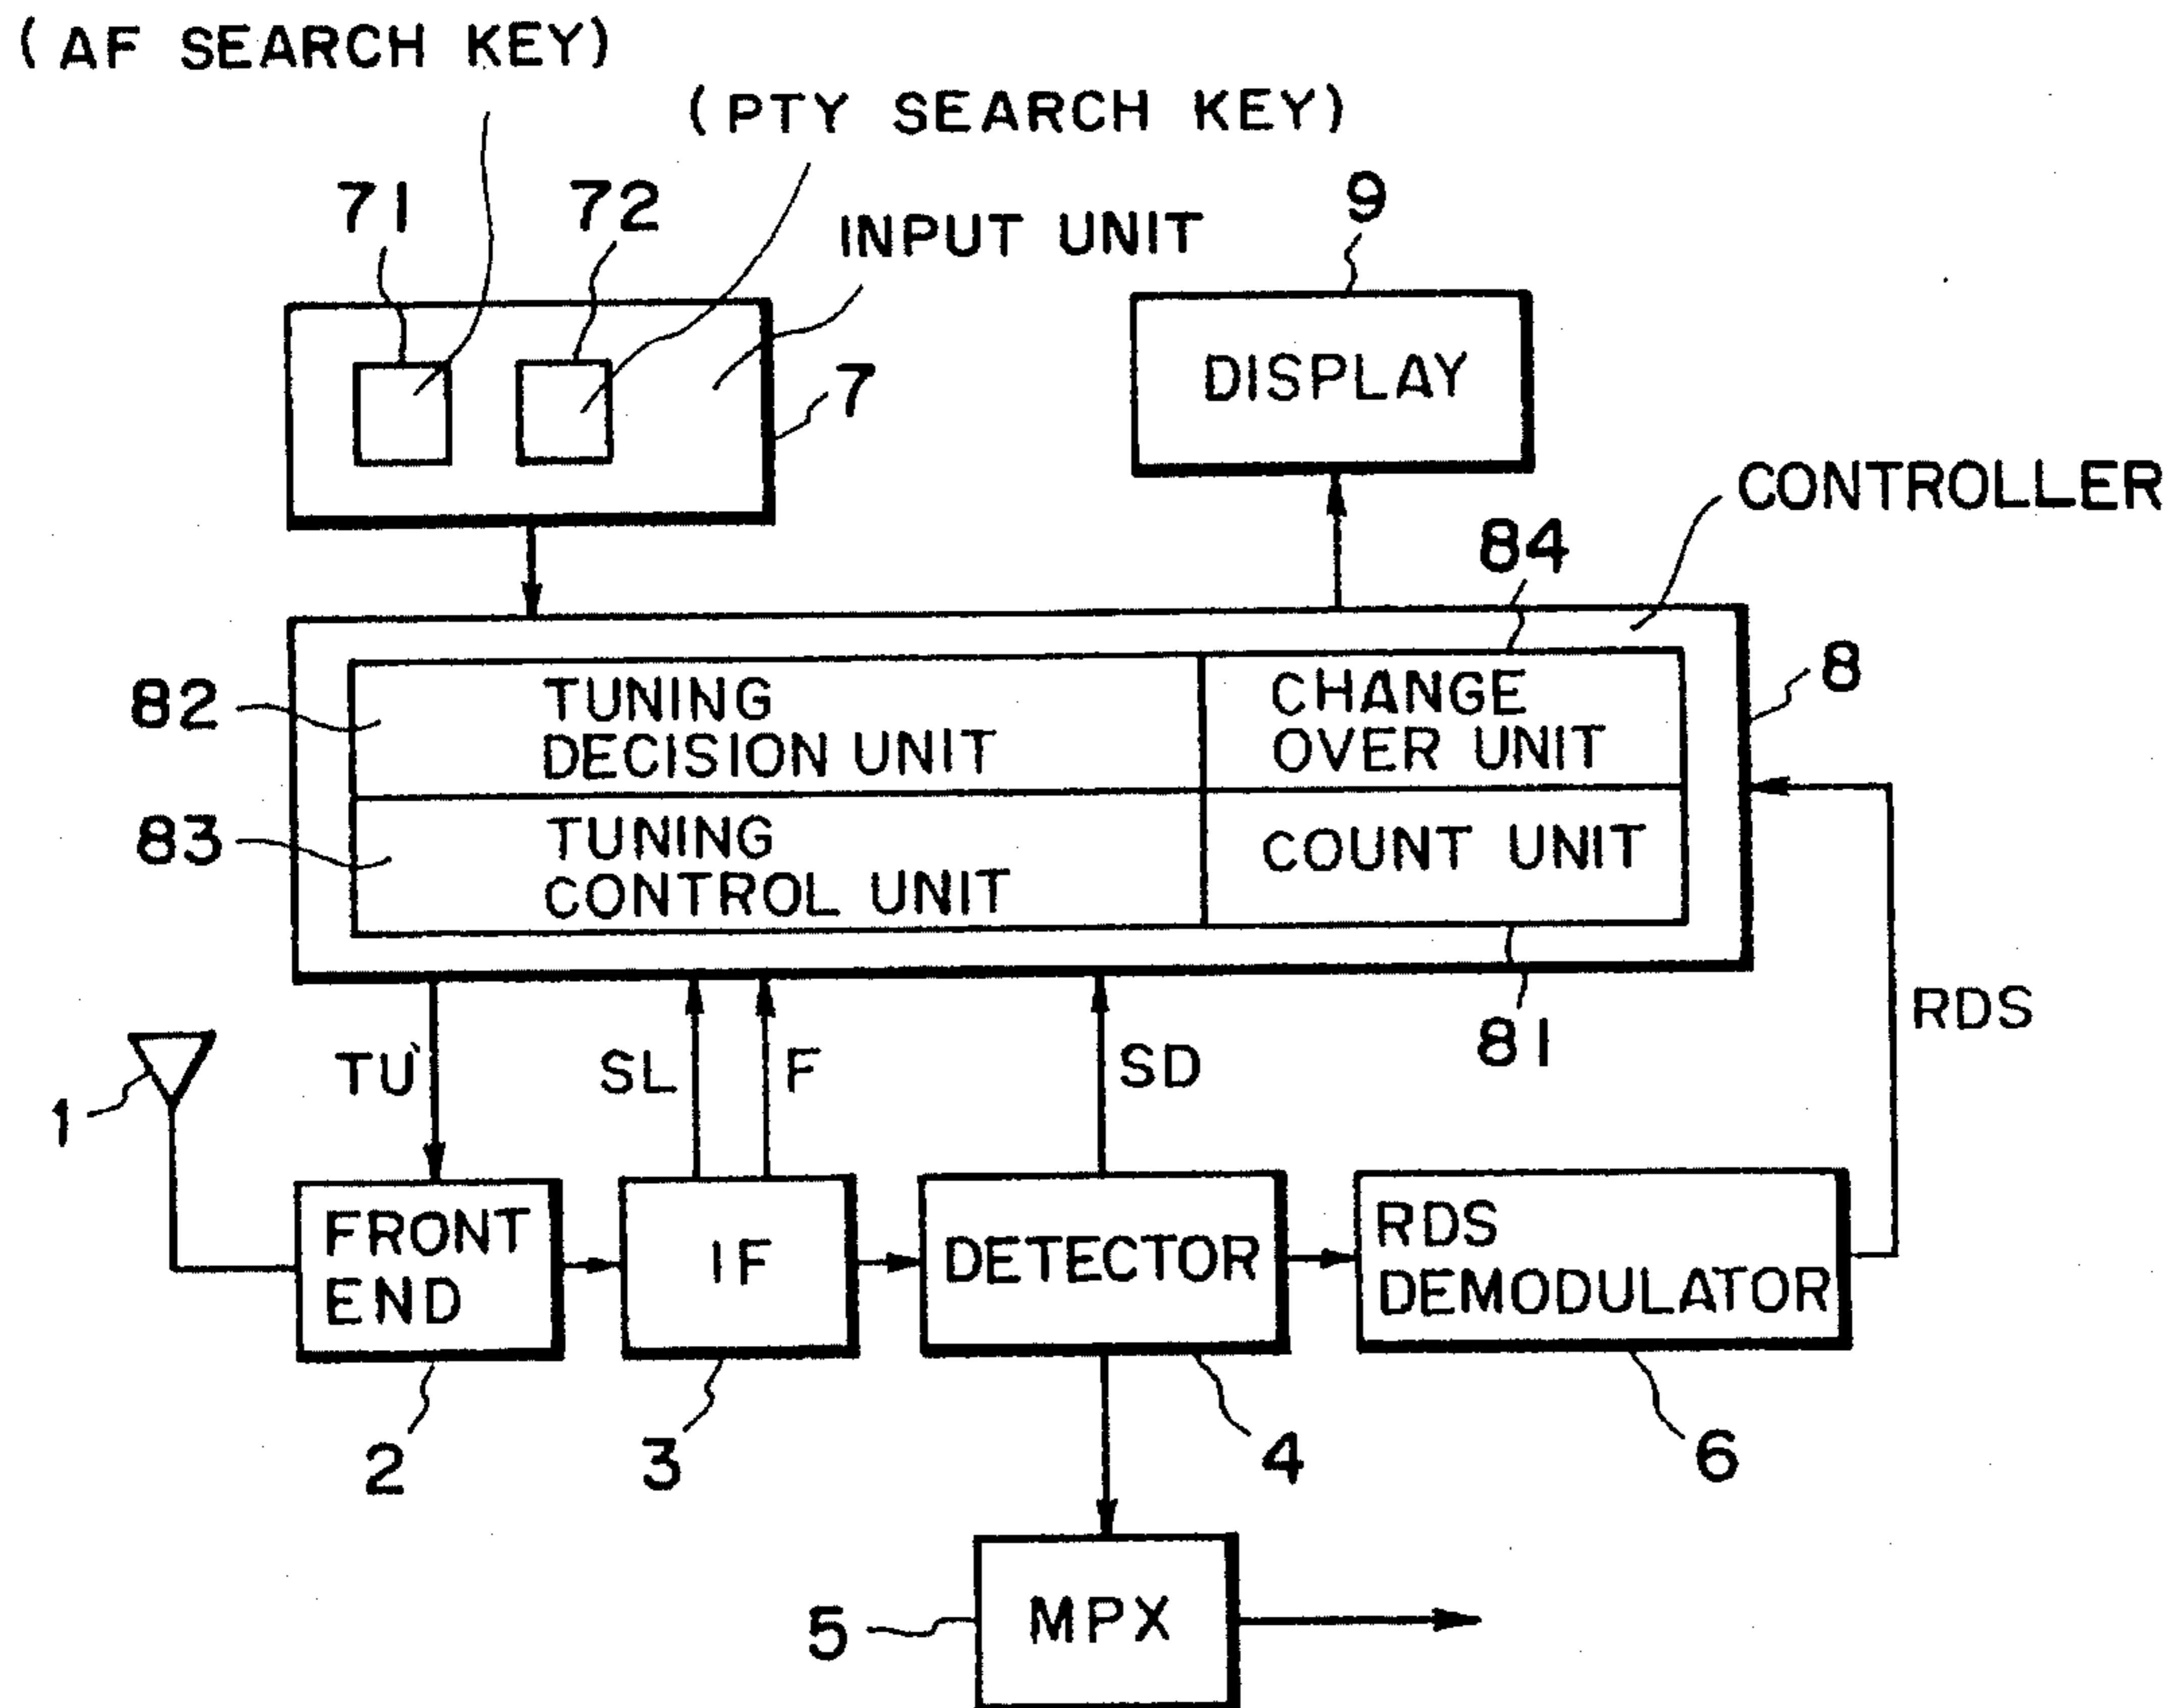 (AF SEARCH KEY)
(PTY SEARCH KEY)
71
72
INPUT UNIT
9
7
DISPLAY
CONTROLLER
84
8
82
TUNING
DECISION UNIT
CHANGE
OVER UNIT
83
TUNING
CONTROL UNIT
COUNT UNIT
81
RDS
1
TU
SL
F
SD
FRONT
END
IF
DETECTOR
RDS
DEMODULATOR
2
3
4
6
5
MPX